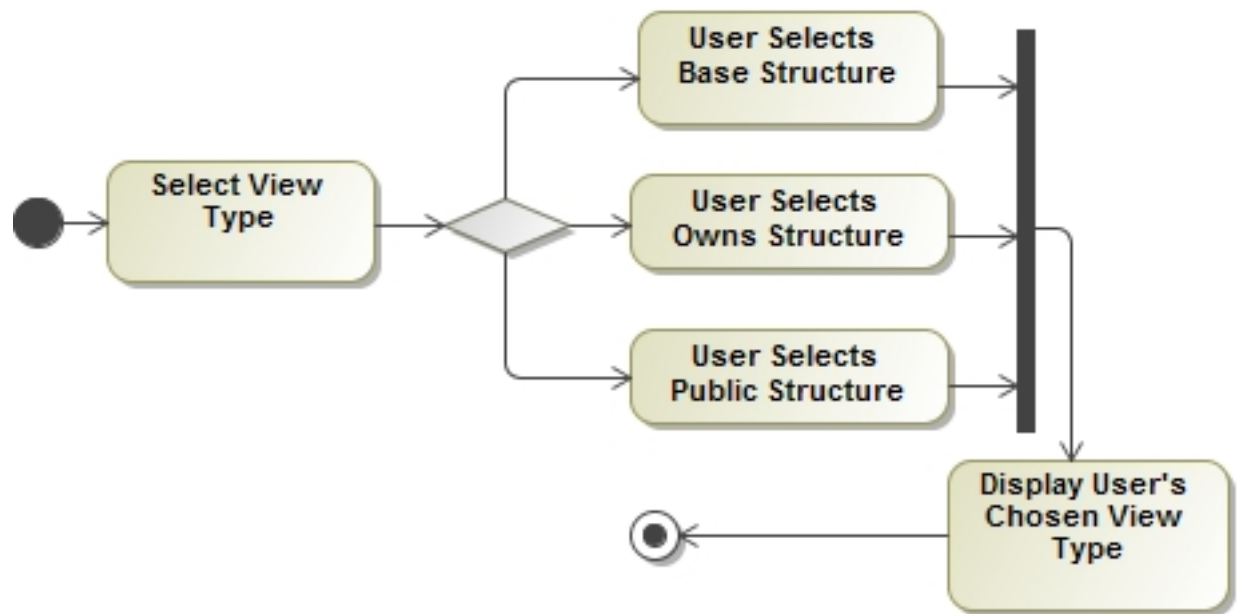 Select View
Type
User Selects
Base Structure
User Selects
Owns Structure
User Selects
Public Structure
Display User's
Chosen View
Type